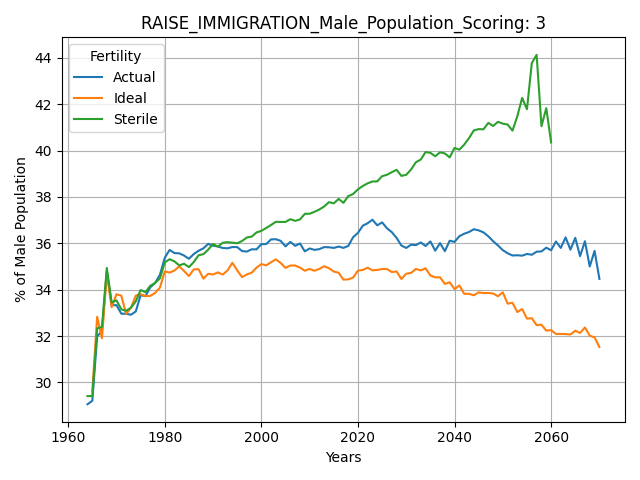 RAISE_IMMIGRATION_Male_Population_Scoring: 3
Fertility
Actual
Ideal
Sterile
% of Male Population
44
42
40
38
36
34
32
30
1960 1980 2000 2020 2040 2060
Years